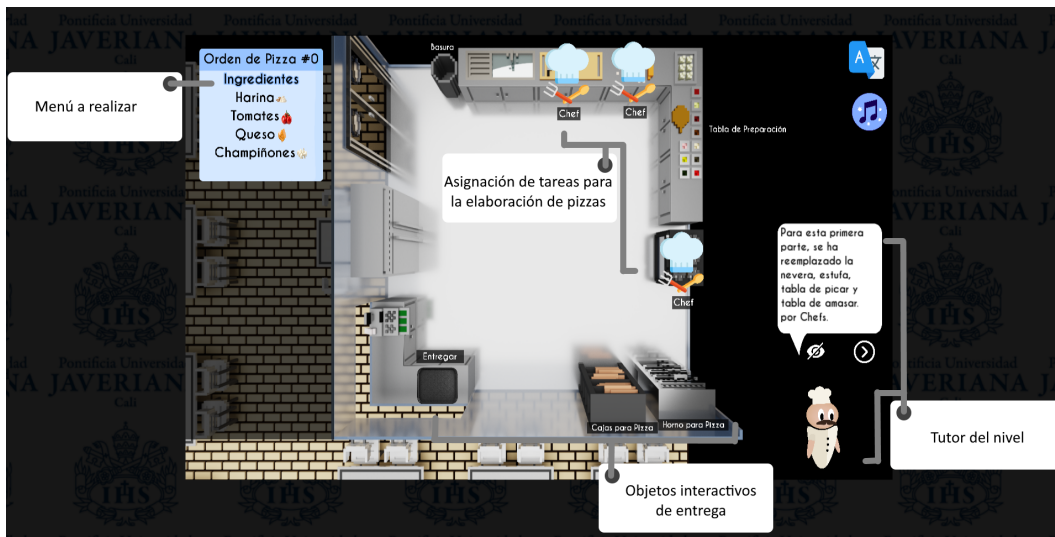 Pontificia Universidad
JAVERIANA
Cali
Menú a realizar
Orden de Pizza #0
Ingredientes
Harina
Tomates
Queso
Champiñones
Basura
Chef
Chef
Tabla de Preparación
Asignación de tareas para
la elaboración de pizzas
Chef
Para esta primera
parte, se ha
reemplazado la
nevera, estufa,
tabla de picar y
tabla de amasar.
por Chefs.
Entregar
Cajas para Pizza
Horno para Pizza
Tutor del nivel
Objetos interactivos
de entrega